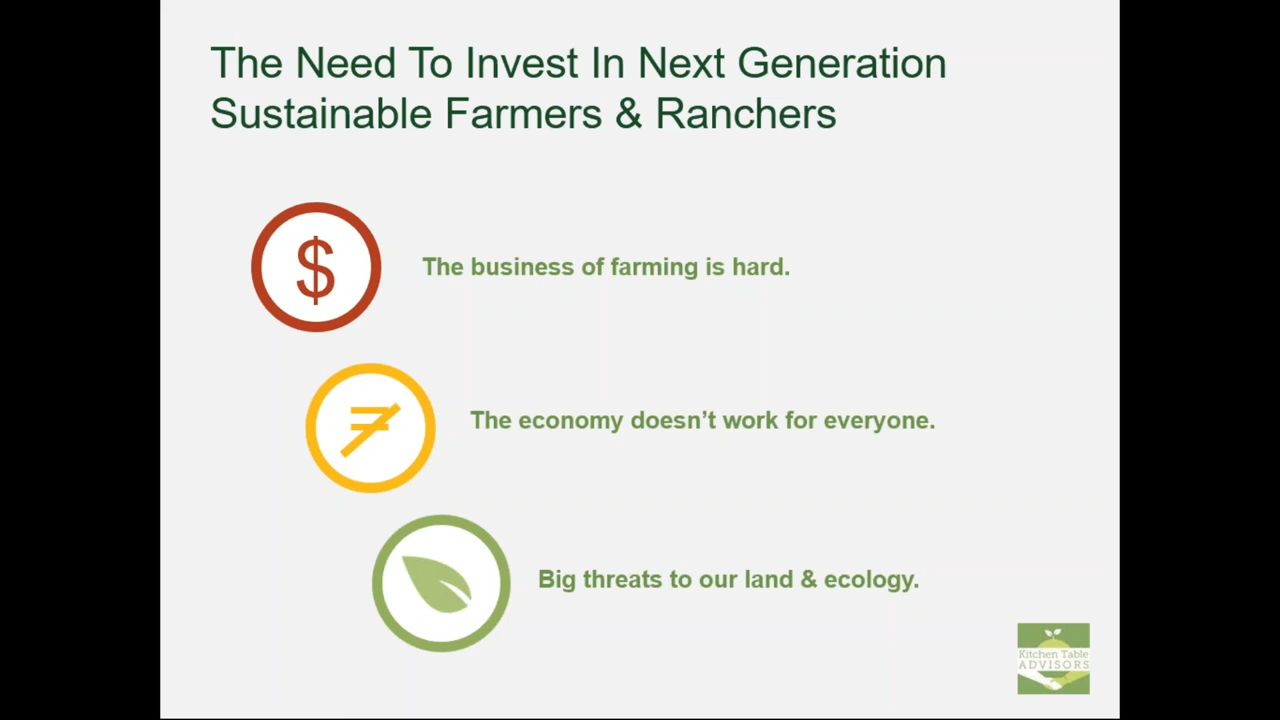 The Need To Invest In Next Generation
Sustainable Farmers & Ranchers
$
The business of farming is hard.
≠
The economy doesn’t work for everyone.
Big threats to our land & ecology.
Kitchen Table
ADVISORS